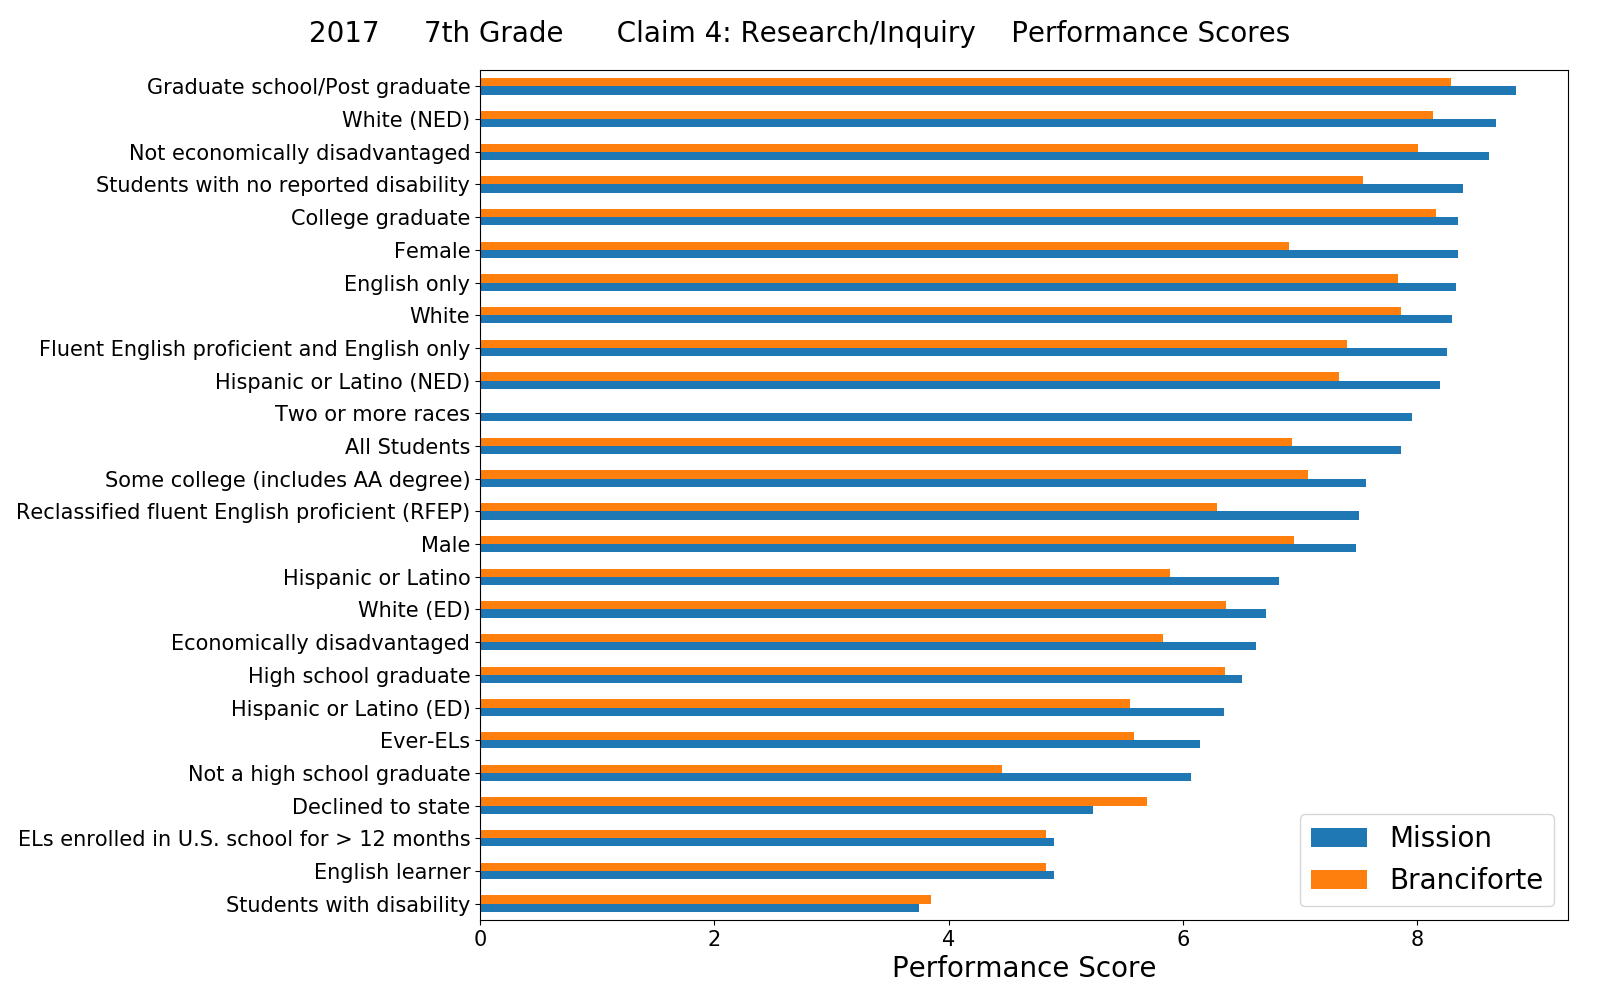 2017 7th Grade Claim 4: Research/Inquiry Performance Scores
Graduate school/Post graduate
White (NED)
Not economically disadvantaged
Students with no reported disability
College graduate
Female
English only
White
Fluent English proficient and English only
Hispanic or Latino (NED)
Two or more races
All Students
Some college (includes AA degree)
Reclassified fluent English proficient (RFEP)
Male
Hispanic or Latino
White (ED)
Economically disadvantaged
High school graduate
Hispanic or Latino (ED)
Ever-ELs
Not a high school graduate
Declined to state
ELs enrolled in U.S. school for > 12 months
English learner
Students with disability
Mission
Branciforte
0 2 4 6 8
Performance Score